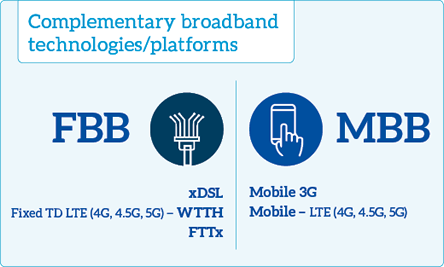 Complementary broadband
technologies/platforms
FBB
xDSL
Fixed TD LTE (4G, 4.5G, 5G) – WTTH
FTTx
MBB
Mobile 3G
Mobile – LTE (4G, 4.5G, 5G)